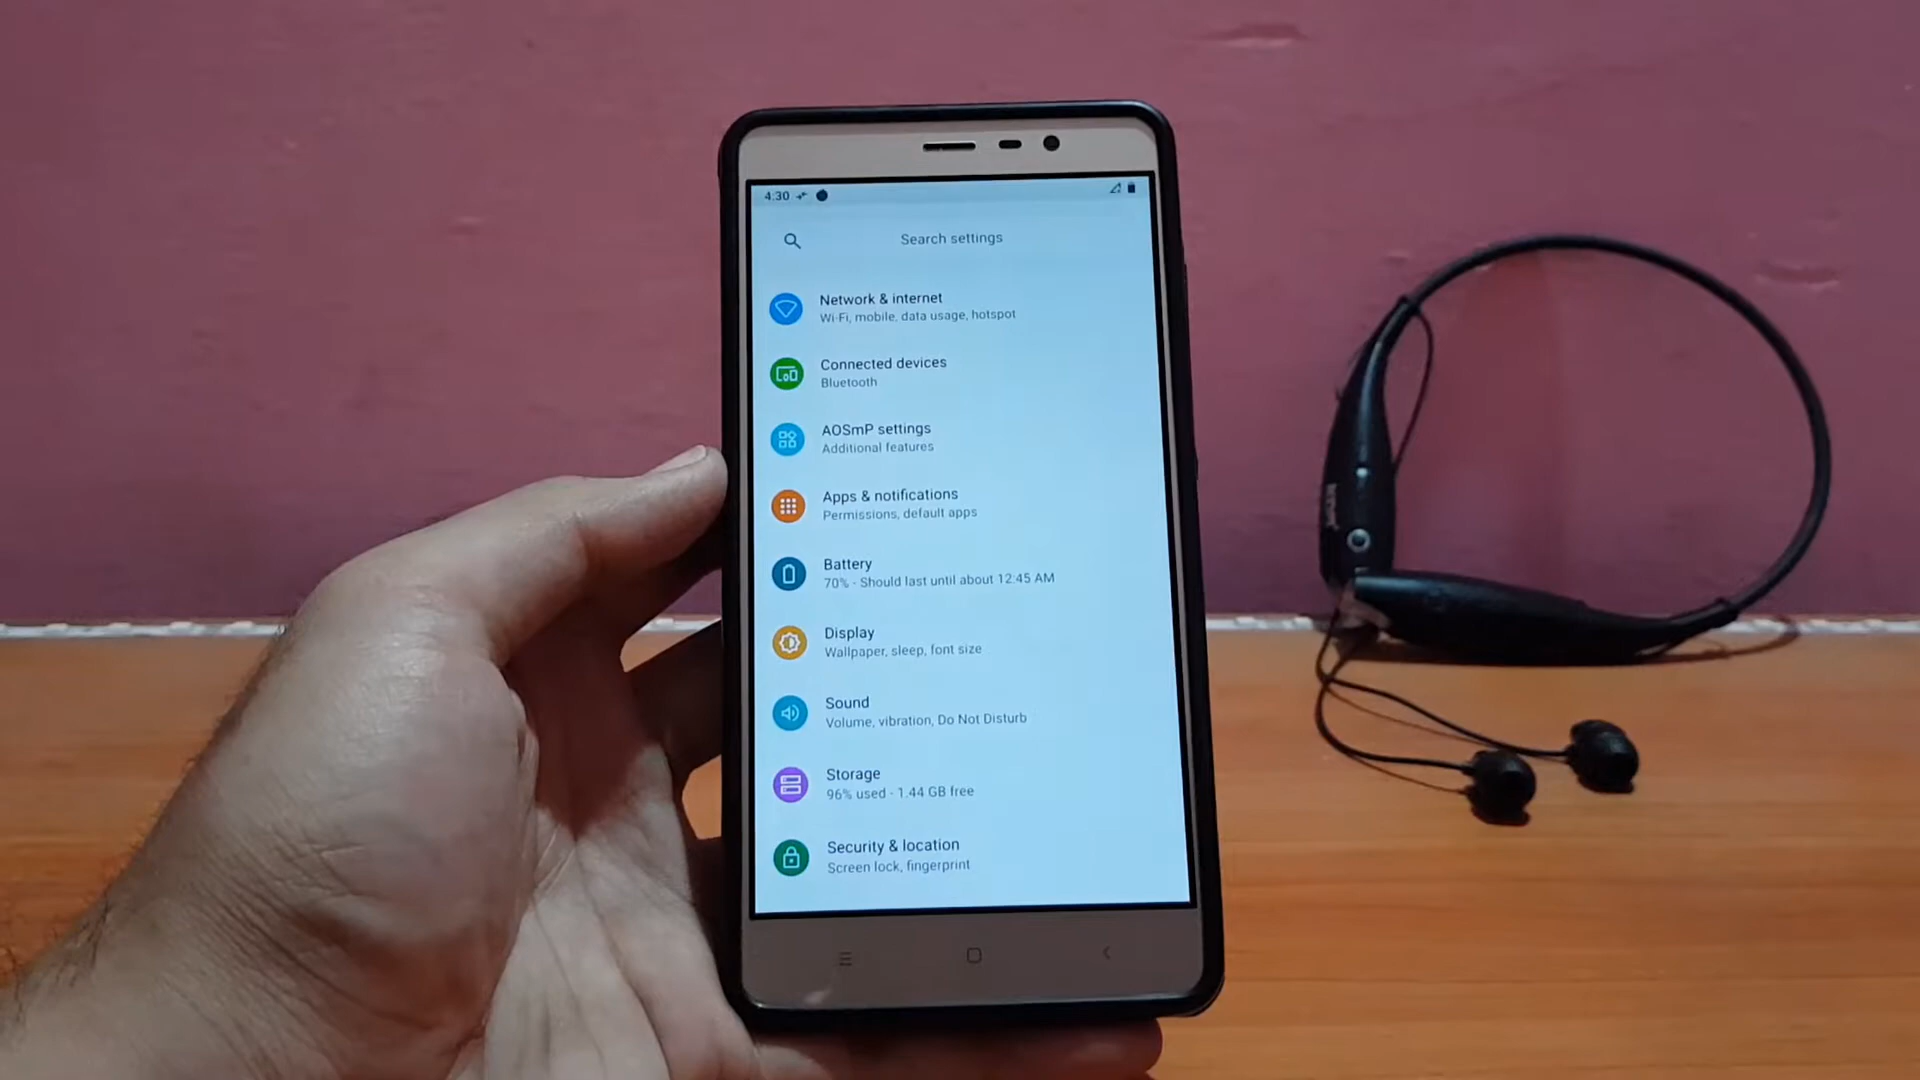 4:30
Search settings
Network & internet
Wi-Fi, mobile, data usage, hotspot
Connected devices
Bluetooth
AOSmP settings
Additional features
Apps & notifications
Permissions, default apps
Battery
70% - Should last until about 12:45 AM
Display
Wallpaper, sleep, font size
Sound
Volume, vibration, Do Not Disturb
Storage
96% used - 1.44 GB free
Security & location
Screen lock, fingerprint